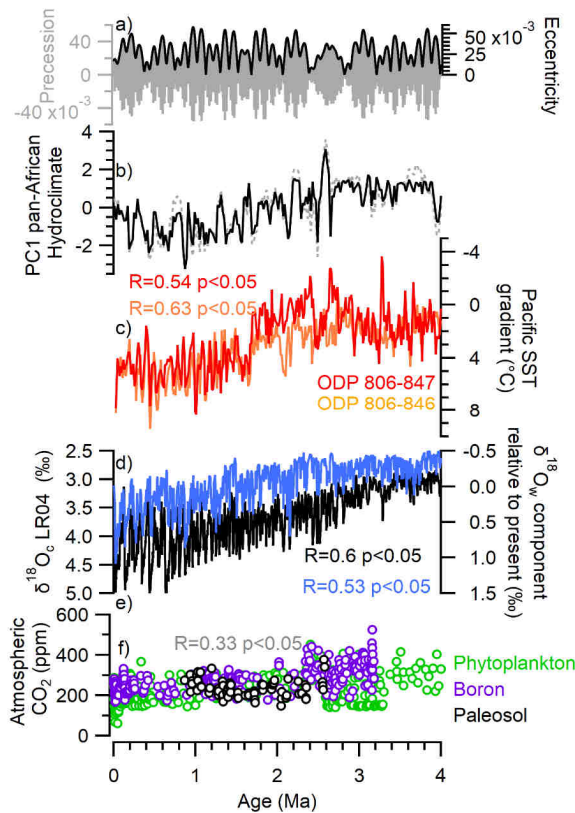 a)
Precession
40
0
-40 x10⁻³
50 x10⁻³
25
0
Eccentricity
b)
PC1 pan-African
Hydroclimate
4
2
0
-2
R=0.54 p<0.05
R=0.63 p<0.05
c)
-4
0
4
8
Pacific SST
gradient (°C)
ODP 806-847
ODP 806-846
d)
δ¹⁸Oc LR04 (‰)
2.5
3.0
3.5
4.0
4.5
5.0
-0.5
0.0
0.5
1.0
1.5
δ¹⁸Ow component
relative to present (‰)
R=0.6 p<0.05
R=0.53 p<0.05
e)
f)
R=0.33 p<0.05
Atmospheric
CO₂ (ppm)
600
400
200
0
Phytoplankton
Boron
Paleosol
0.0
1
2
3
4
Age (Ma)